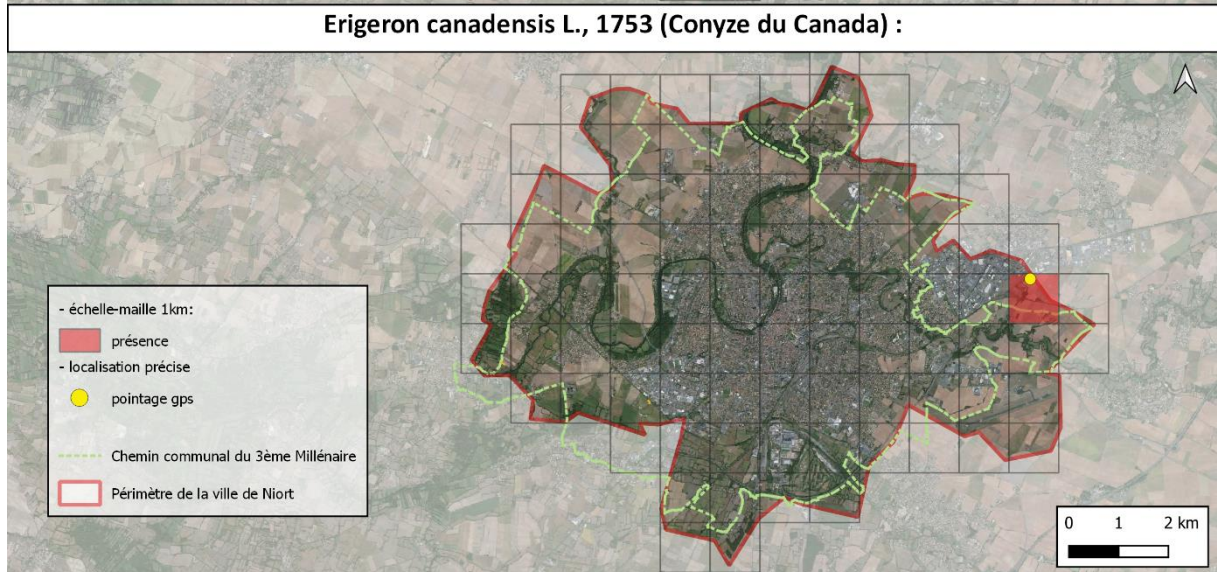 Erigeron canadensis L., 1753 (Conyze du Canada) :
- échelle-maille 1km:
présence
- localisation précise
pointage gps
Chemin communal du 3ème Millénaire
Périmètre de la ville de Niort
0 1 2 km